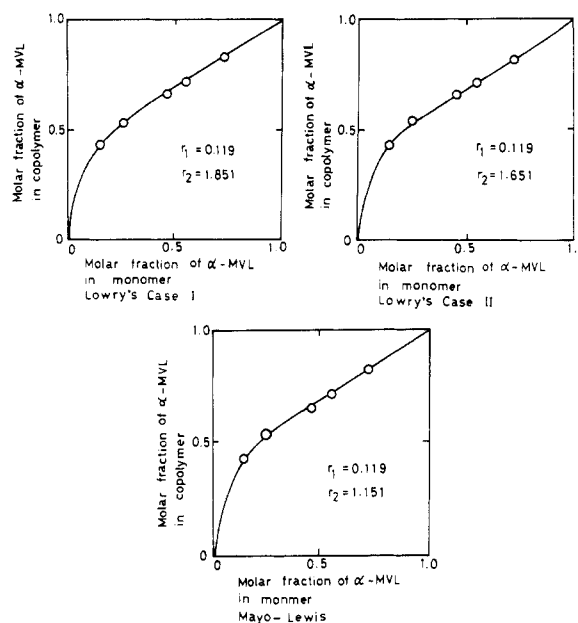 Molar fraction of α-MVL
in copolymer
1.0
0.5
0
r1 = 0.119
r2 = 1.851
0.5
1.0
Molar fraction of α-MVL
in monomer
Lowry's Case I
Molar fraction of α-MVL
in copolymer
1.0
0.5
0
r1 = 0.119
r2 = 1.651
0.5
1.0
Molar fraction of α-MVL
in monomer
Lowry's Case II
Molar fraction of α-MVL
in copolymer
1.0
0.5
0
r1 = 0.119
r2 = 1.151
0.5
1.0
Molar fraction of α-MVL
in monmer
Mayo-Lewis